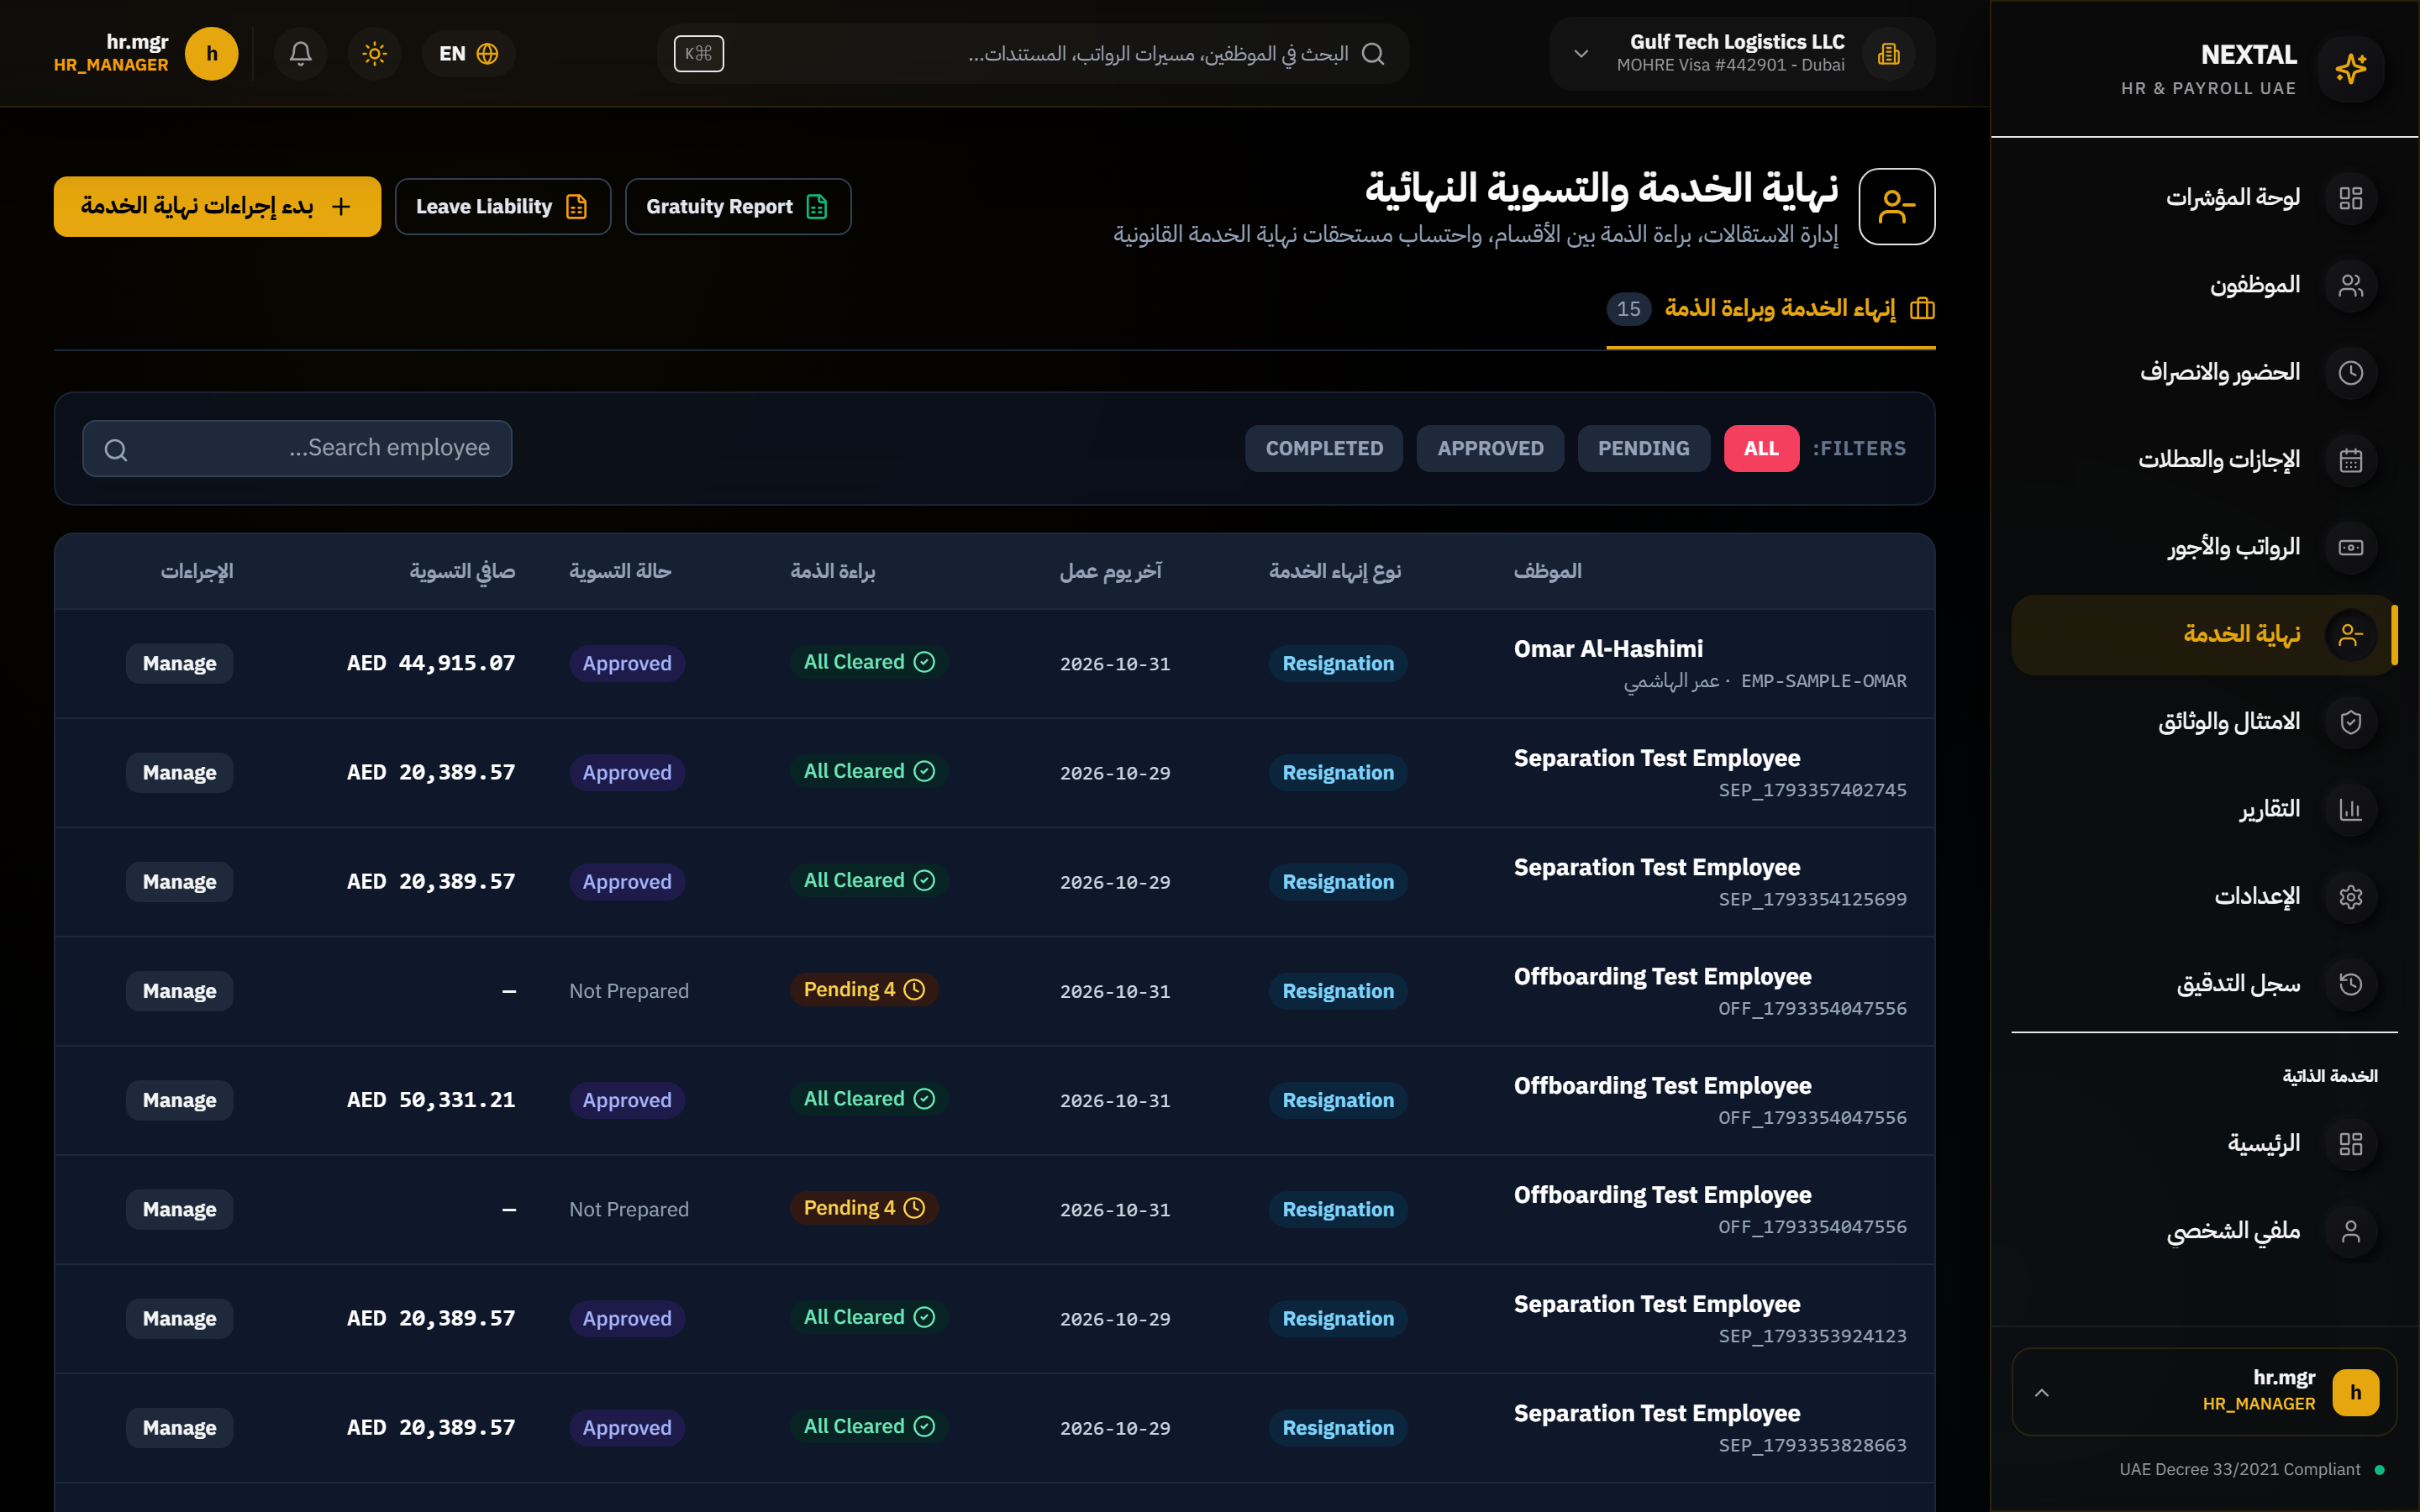 NEXTAL
HR & PAYROLL UAE
لوحة المؤشرات
الموظفون
الحضور والانصراف
الإجازات والعطلات
الرواتب والأجور
نهاية الخدمة
الامتثال والوثائق
التقارير
الإعدادات
سجل التدقيق
الخدمة الذاتية
الرئيسية
ملفي الشخصي
h
hr.mgr
HR_MANAGER
UAE Decree 33/2021 Compliant
Gulf Tech Logistics LLC
MOHRE Visa #442901 - Dubai
البحث في الموظفين، مسيرات الرواتب، المستندات...
⌘K
EN
h
hr.mgr
HR_MANAGER
نهاية الخدمة والتسوية النهائية
إدارة الاستقالات، براءة الذمة بين الأقسام، واحتساب مستحقات نهاية الخدمة القانونية
Gratuity Report
Leave Liability
بدء إجراءات نهاية الخدمة
إنهاء الخدمة وبراءة الذمة 15
FILTERS:
ALL
PENDING
APPROVED
COMPLETED
Search employee...
الموظف نوع إنهاء الخدمة آخر يوم عمل براءة الذمة حالة التسوية صافي التسوية الإجراءات
Omar Al-Hashimi
EMP-SAMPLE-OMAR · عمر الهاشمي
Resignation 2026-10-31 All Cleared Approved AED 44,915.07 Manage
Separation Test Employee
SEP_1793357402745
Resignation 2026-10-29 All Cleared Approved AED 20,389.57 Manage
Separation Test Employee
SEP_1793354125699
Resignation 2026-10-29 All Cleared Approved AED 20,389.57 Manage
Offboarding Test Employee
OFF_1793354047556
Resignation 2026-10-31 Pending 4 Not Prepared — Manage
Offboarding Test Employee
OFF_1793354047556
Resignation 2026-10-31 All Cleared Approved AED 50,331.21 Manage
Offboarding Test Employee
OFF_1793354047556
Resignation 2026-10-31 Pending 4 Not Prepared — Manage
Separation Test Employee
SEP_1793353924123
Resignation 2026-10-29 All Cleared Approved AED 20,389.57 Manage
Separation Test Employee
SEP_1793353828663
Resignation 2026-10-29 All Cleared Approved AED 20,389.57 Manage